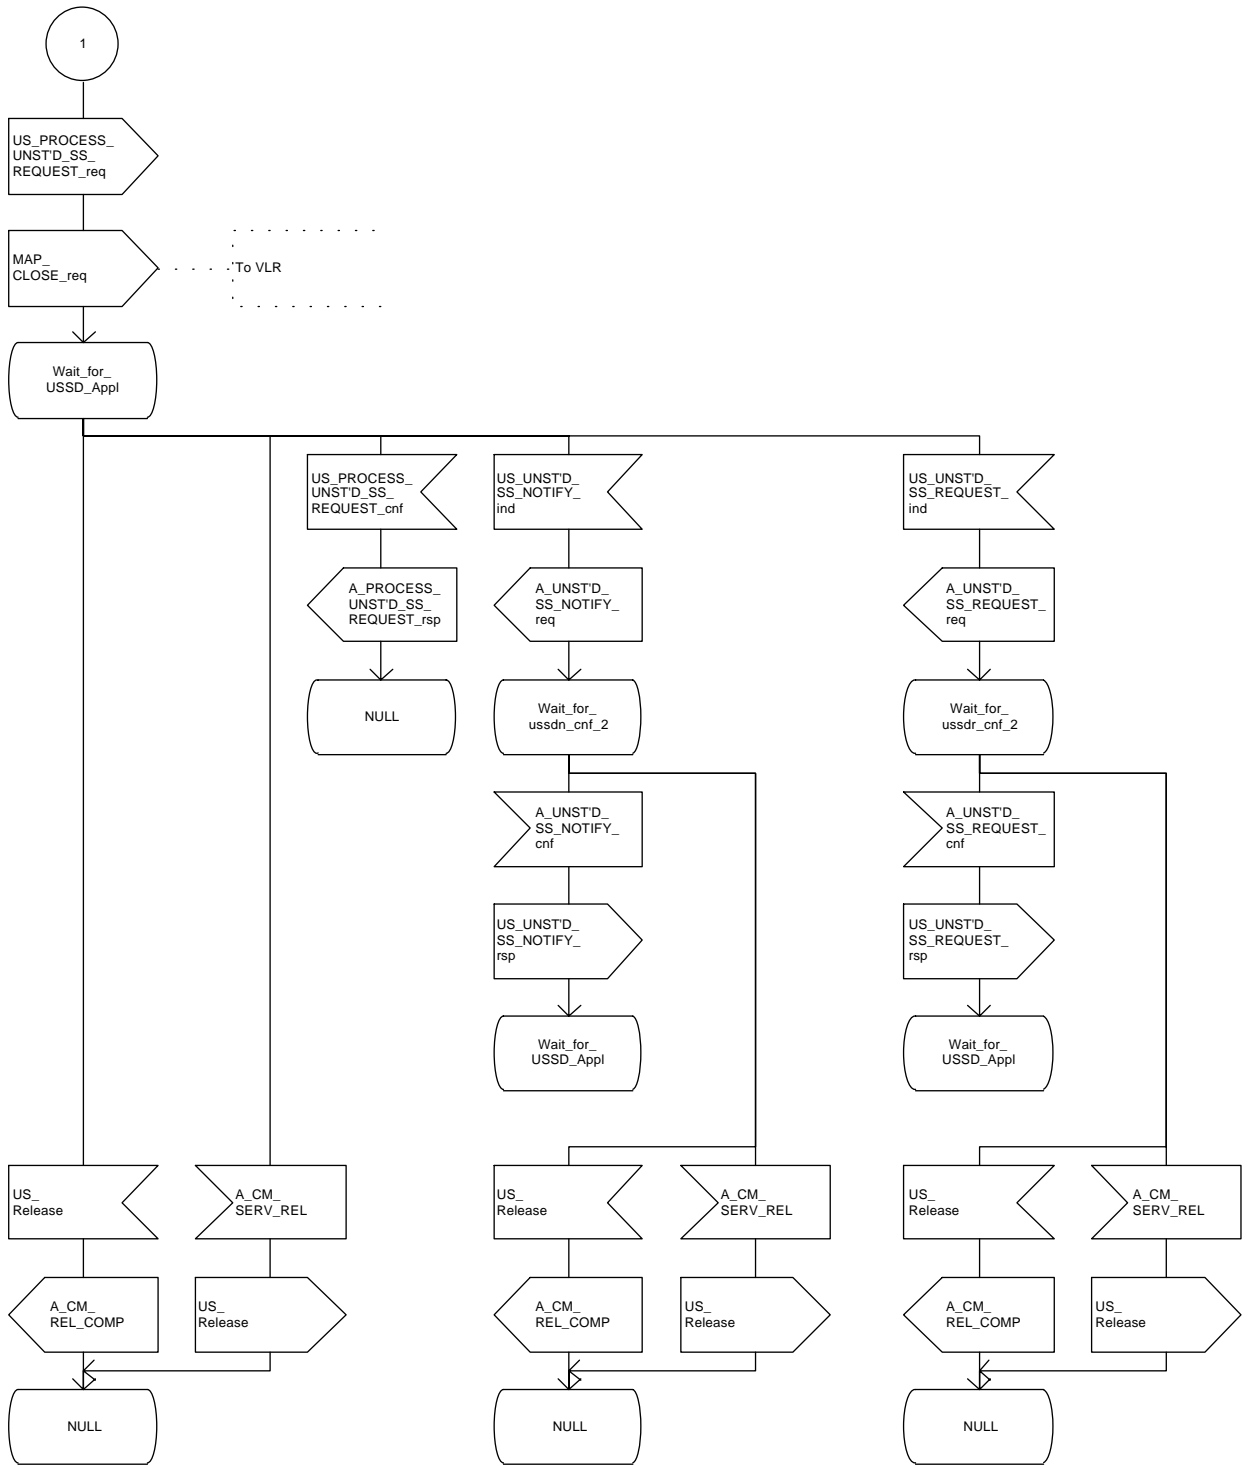 1
US_PROCESS_
UNST'D_SS_
REQUEST_req
MAP_
CLOSE_req
To VLR
Wait_for_
USSD_Appl
US_PROCESS_
UNST'D_SS_
REQUEST_cnf
US_UNST'D_
SS_NOTIFY_
ind
US_UNST'D_
SS_REQUEST_
ind
A_PROCESS_
UNST'D_SS_
REQUEST_rsp
A_UNST'D_
SS_NOTIFY_
req
A_UNST'D_
SS_REQUEST_
req
NULL
Wait_for_
ussdn_cnf_2
Wait_for_
ussdr_cnf_2
A_UNST'D_
SS_NOTIFY_
cnf
A_UNST'D_
SS_REQUEST_
cnf
US_UNST'D_
SS_NOTIFY_
rsp
US_UNST'D_
SS_REQUEST_
rsp
Wait_for_
USSD_Appl
Wait_for_
USSD_Appl
US_
Release
A_CM_
SERV_REL
US_
Release
A_CM_
SERV_REL
US_
Release
A_CM_
SERV_REL
A_CM_
REL_COMP
US_
Release
A_CM_
REL_COMP
US_
Release
A_CM_
REL_COMP
US_
Release
NULL
NULL
NULL